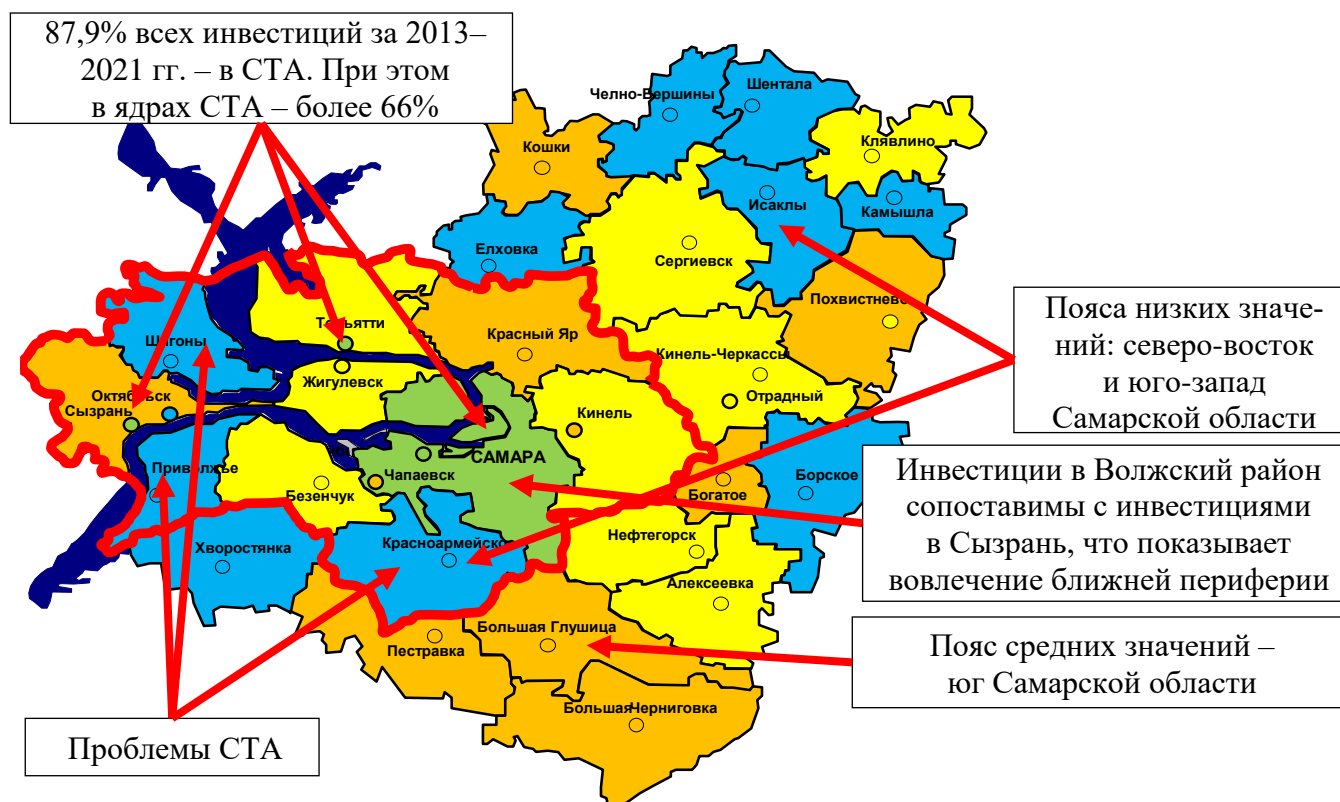 87,9% всех инвестиций за 2013–
2021 гг. – в СТА. При этом
в ядрах СТА – более 66%
Челно-Вершины
Шентала
Кошки
Клявлино
Исаклы
Камышла
Елховка
Сергиевск
Похвистнево
Пояса низких значе-
ний: северо-восток
и юго-запад
Самарской области
Тольятти
Красный Яр
Шигоны
Кинель-Черкассы
Жигулевск
Октябрьск
Отрадный
Сызрань
Кинель
Инвестиции в Волжский район
сопоставимы с инвестициями
в Сызрань, что показывает
вовлечение ближней периферии
Приволжье
Чапаевск
САМАРА
Борское
Безенчук
Богатое
Хворостянка
Красноармейское
Нефтегорск
Алексеевка
Большая Глушица
Пестравка
Пояс средних значений –
юг Самарской области
Большая Черниговка
Проблемы СТА